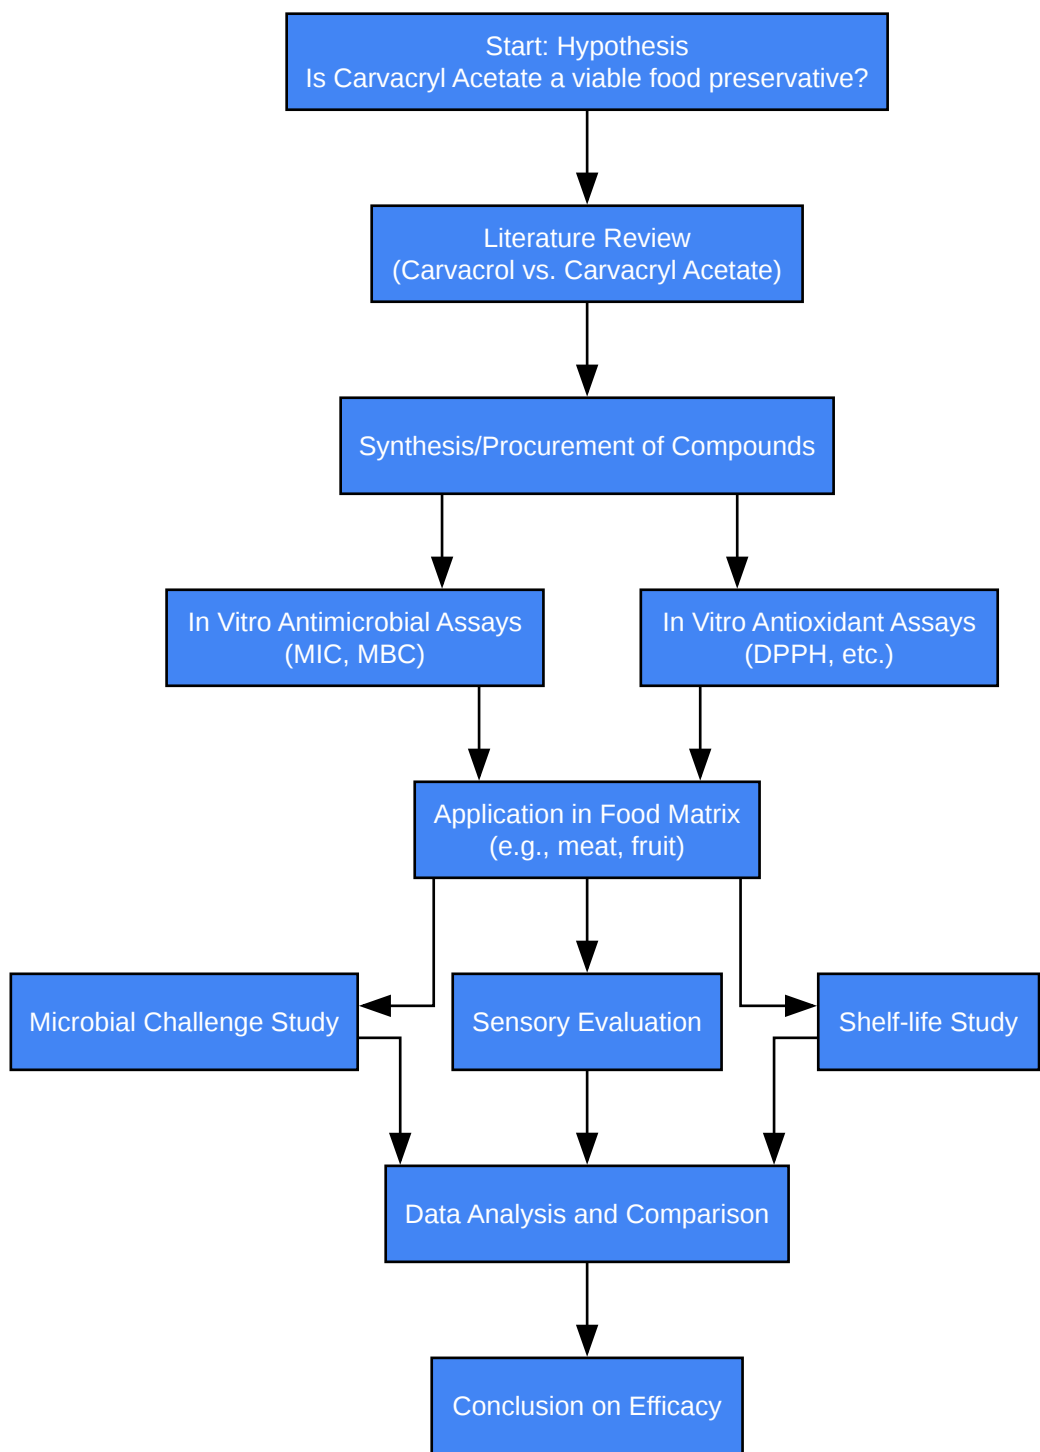 Start: Hypothesis
Is Carvacryl Acetate a viable food preservative?
Literature Review
(Carvacrol vs. Carvacryl Acetate)
Synthesis/Procurement of Compounds
In Vitro Antimicrobial Assays
(MIC, MBC)
In Vitro Antioxidant Assays
(DPPH, etc.)
Application in Food Matrix
(e.g., meat, fruit)
Microbial Challenge Study
Sensory Evaluation
Shelf-life Study
Data Analysis and Comparison
Conclusion on Efficacy